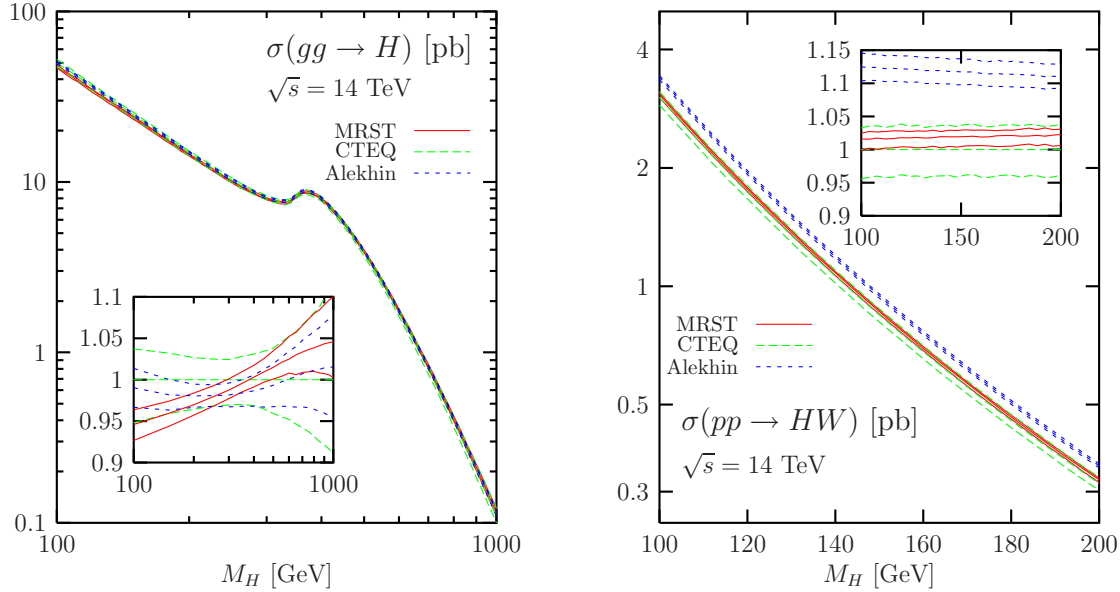 σ(gg → H) [pb]
√s = 14 TeV
MRST
CTEQ
Alekhin
100
10
1
0.1
100
1000
M_H [GeV]
1.1
1.05
1
0.95
0.9
100
1000
σ(pp → HW) [pb]
√s = 14 TeV
MRST
CTEQ
Alekhin
4
2
1
0.5
0.3
100
120
140
160
180
200
M_H [GeV]
1.15
1.1
1.05
1
0.95
0.9
100
150
200